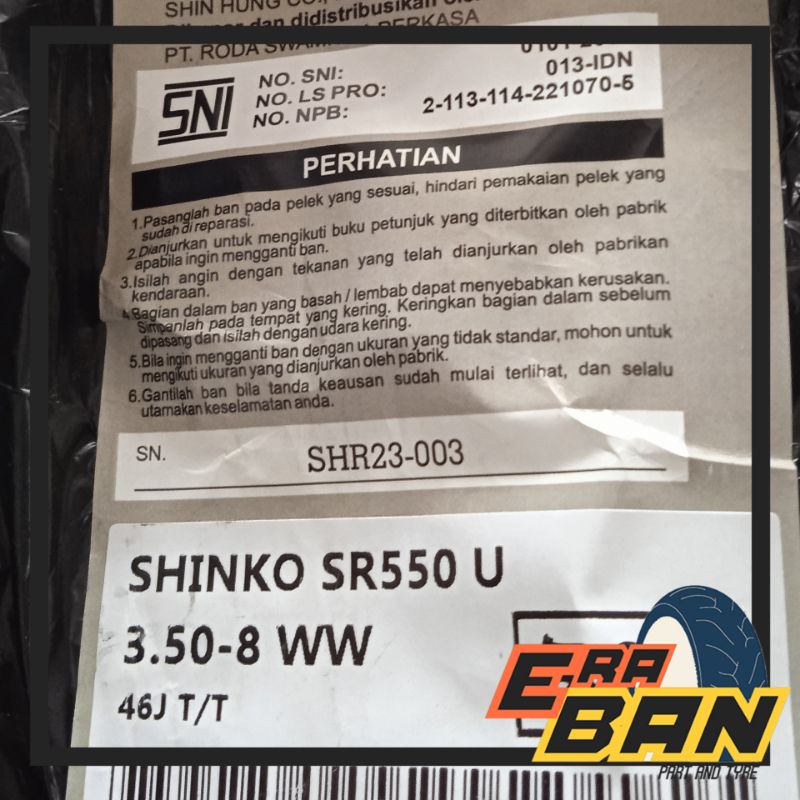 SHIN HUNG CO.,
dan didistribusikan oleh
PT. RODA PERKASA
SNI
NO. SNI:
NO. LS PRO: 013-IDN
NO. NPB: 2-113-114-221070-5
PERHATIAN
1.Pasanglah ban pada pelek yang sesuai, hindari pemakaian pelek yang
sudah di reparasi.
2.Dianjurkan untuk mengikuti buku petunjuk yang diterbitkan oleh pabrik
apabila ingin mengganti ban.
3.Isilah angin dengan tekanan yang telah dianjurkan oleh pabrikan
kendaraan.
4.Bagian dalam ban yang basah / lembab dapat menyebabkan kerusakan.
Simpanlah pada tempat yang kering. Keringkan bagian dalam sebelum
dipasang dan isilah dengan udara kering.
5.Bila ingin mengganti ban dengan ukuran yang tidak standar, mohon untuk
mengikuti ukuran yang dianjurkan oleh pabrik.
6.Gantilah ban bila tanda keausan sudah mulai terlihat, dan selalu
utamakan keselamatan anda.
SN. SHR23-003
SHINKO SR550 U
3.50-8 WW
46J T/T
ERA
BAN
PART AND TYRE